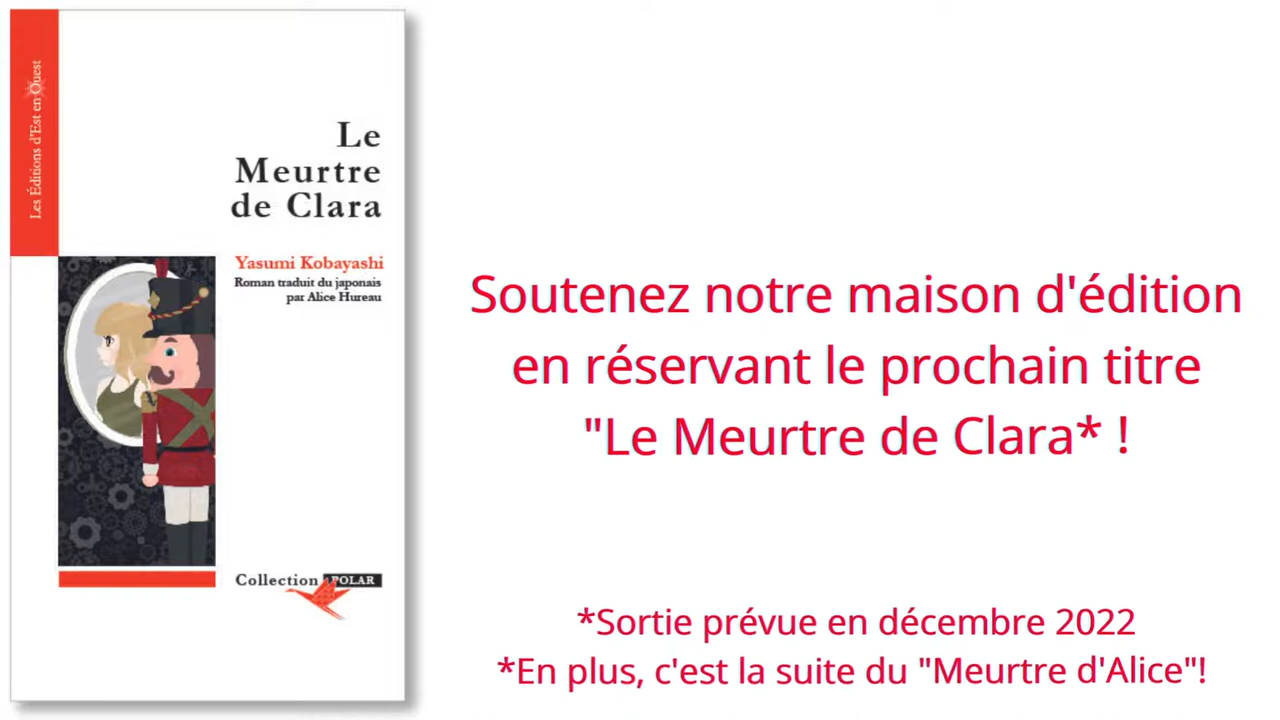 Les Éditions d'Est en Ouest
Le
Meurtre
de Clara
Yasumi Kobayashi
Roman traduit du japonais
par Alice Hureau
Collection POLAR
Soutenez notre maison d'édition
en réservant le prochain titre
"Le Meurtre de Clara* !
*Sortie prévue en décembre 2022
*En plus, c'est la suite du "Meurtre d'Alice"!